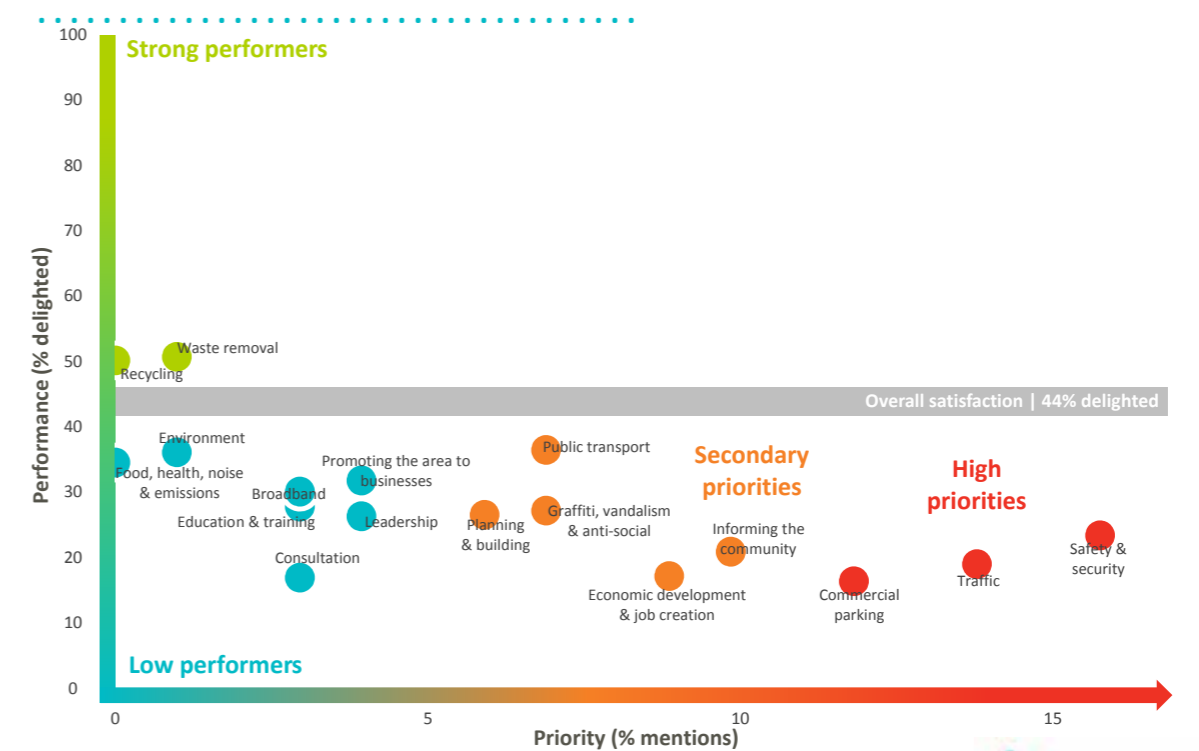 100
Strong performers
90
80
70
60
50
40
30
20
10
0
Performance (% delighted)
Waste removal
Recycling
Overall satisfaction | 44% delighted
Environment
Food, health, noise
& emissions
Public transport
Promoting the area to
businesses
Broadband
Education & training
Leadership
Consultation
Planning
& building
Graffiti, vandalism
& anti-social
Secondary
priorities
High
priorities
Informing the
community
Economic development
& job creation
Commercial
parking
Traffic
Safety &
security
Low performers
0
5
10
15
Priority (% mentions)